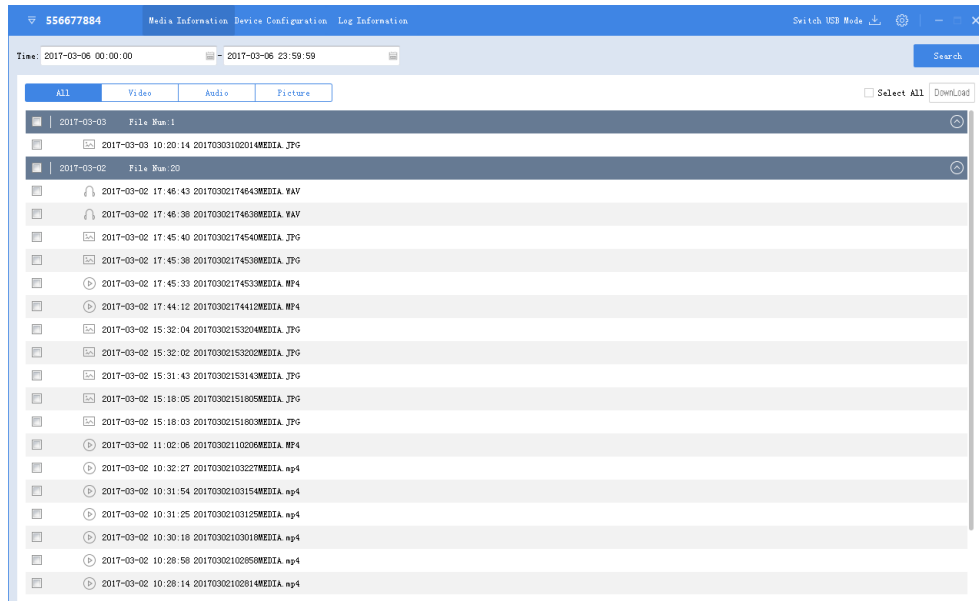 556677884 Media Information Device Configuration Log Information Switch USB Mode
Time: 2017-03-06 00:00:00 - 2017-03-06 23:59:59 Search
All Video Audio Picture Select All DownLoad
2017-03-03 File Num:1
2017-03-03 10:20:14 20170303102014MEDIA.JPG
2017-03-02 File Num:20
2017-03-02 17:46:43 20170302174643MEDIA.WAV
2017-03-02 17:46:38 20170302174638MEDIA.WAV
2017-03-02 17:45:40 20170302174540MEDIA.JPG
2017-03-02 17:45:38 20170302174538MEDIA.JPG
2017-03-02 17:45:33 20170302174533MEDIA.MP4
2017-03-02 17:44:12 20170302174412MEDIA.MP4
2017-03-02 15:32:04 20170302153204MEDIA.JPG
2017-03-02 15:32:02 20170302153202MEDIA.JPG
2017-03-02 15:31:43 20170302153143MEDIA.JPG
2017-03-02 15:18:05 20170302151805MEDIA.JPG
2017-03-02 15:18:03 20170302151803MEDIA.JPG
2017-03-02 11:02:06 20170302110206MEDIA.MP4
2017-03-02 10:32:27 20170302103227MEDIA.mp4
2017-03-02 10:31:54 20170302103154MEDIA.mp4
2017-03-02 10:31:25 20170302103125MEDIA.mp4
2017-03-02 10:30:18 20170302103018MEDIA.mp4
2017-03-02 10:28:58 20170302102858MEDIA.mp4
2017-03-02 10:28:14 20170302102814MEDIA.mp4